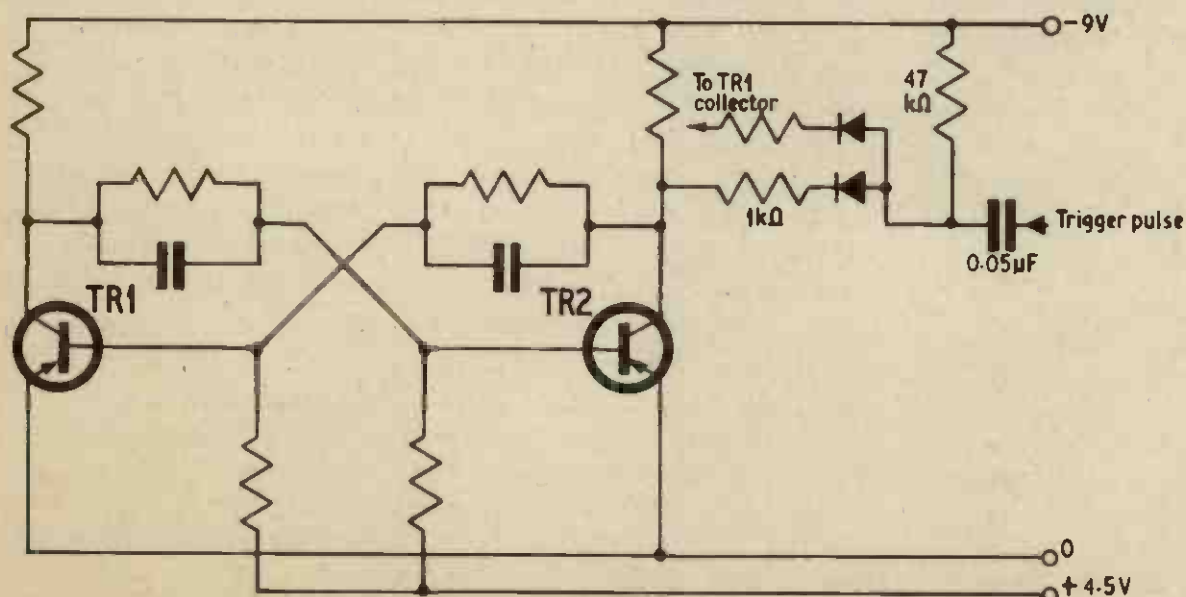 -9V
47
kΩ
To TR1
collector
1kΩ
Trigger pulse
0.05µF
TR1
TR2
0
+ 4.5V